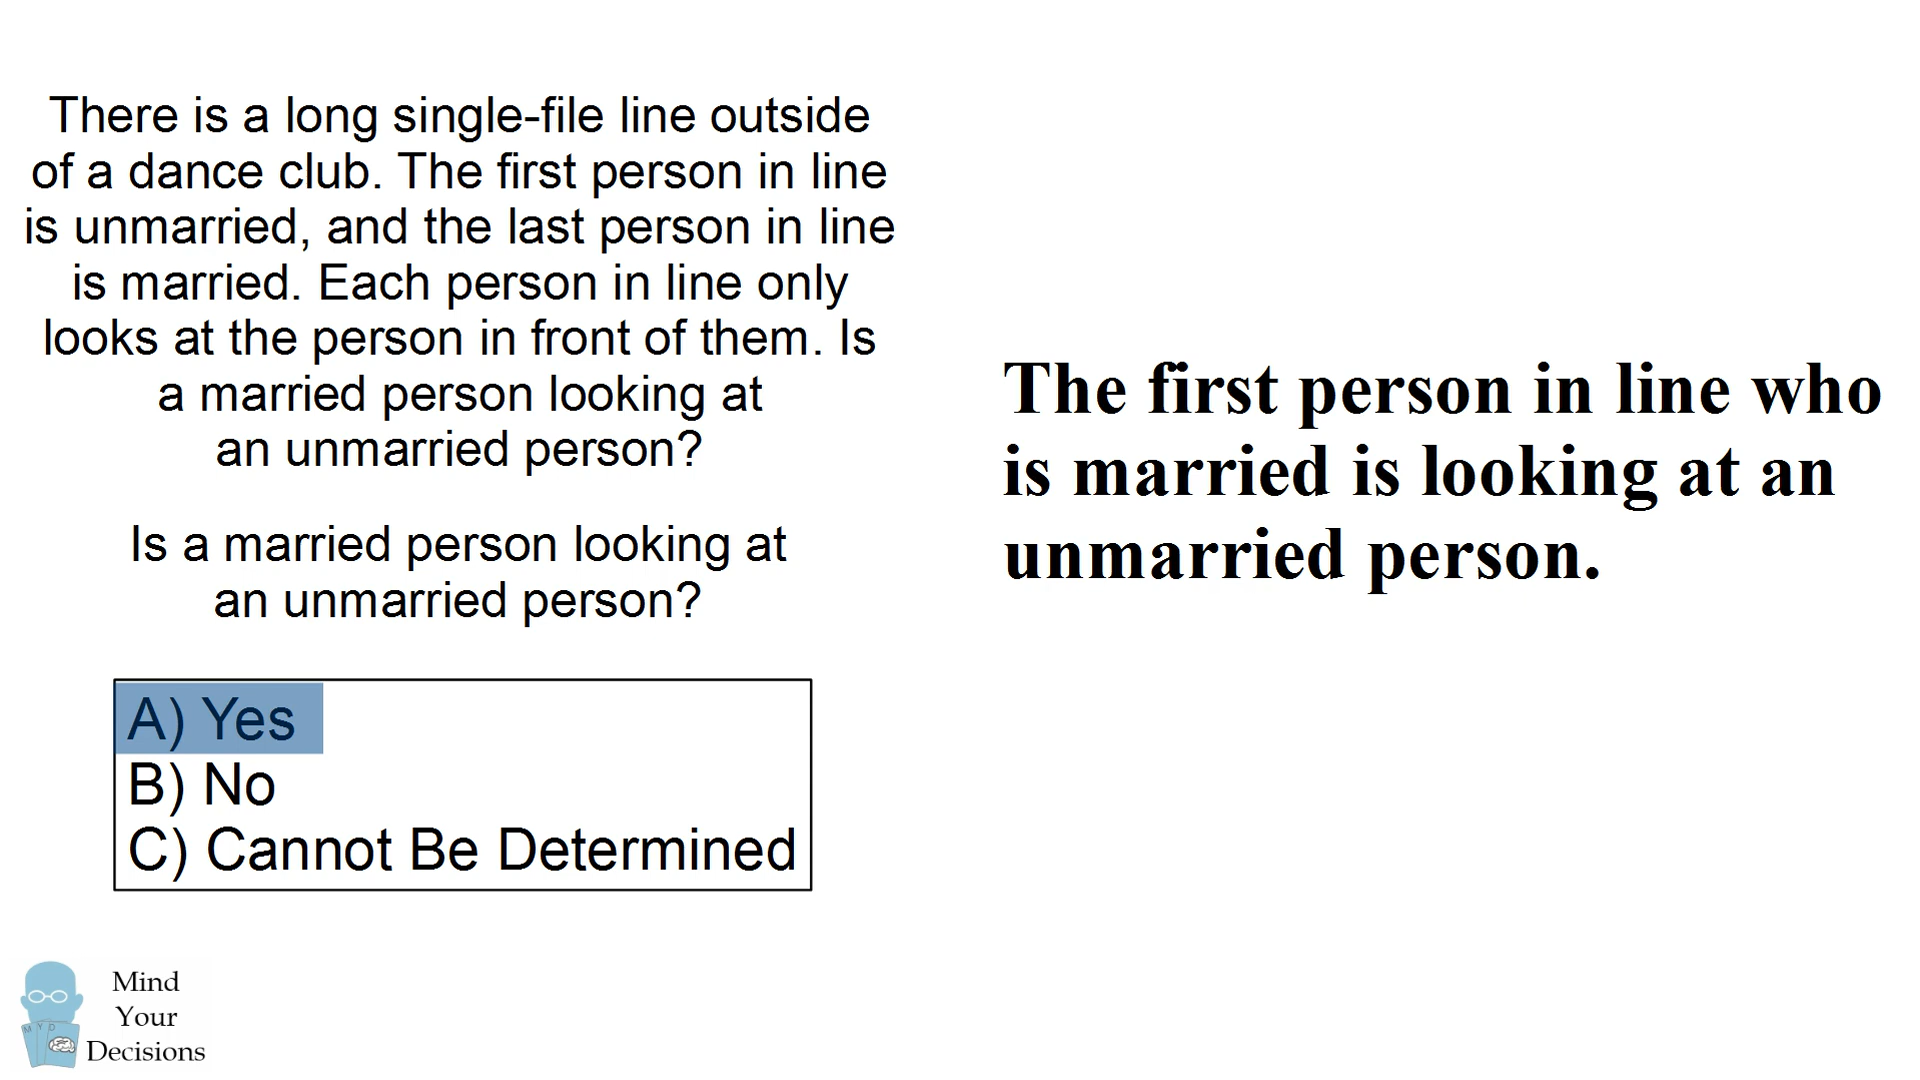 There is a long single-file line outside
of a dance club. The first person in line
is unmarried, and the last person in line
is married. Each person in line only
looks at the person in front of them. Is
a married person looking at
an unmarried person?
Is a married person looking at
an unmarried person?
A) Yes
B) No
C) Cannot Be Determined
The first person in line who
is married is looking at an
unmarried person.
M Y D
Mind
Your
Decisions